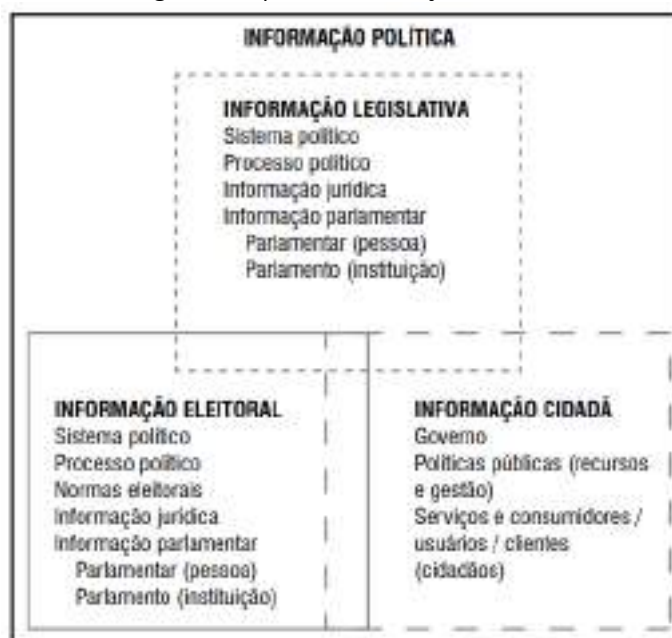 INFORMAÇÃO POLÍTICA
INFORMAÇÃO LEGISLATIVA
Sistema político
Processo político
Informação jurídica
Informação parlamentar
Parlamentar (pessoa)
Parlamento (instituição)
INFORMAÇÃO ELEITORAL
Sistema político
Processo político
Normas eleitorais
Informação jurídica
Informação parlamentar
Parlamentar (pessoa)
Parlamento (instituição)
INFORMAÇÃO CIDADÃ
Governo
Políticas públicas (recursos
e gestão)
Serviços e consumidores /
usuários / clientes
(cidadãos)